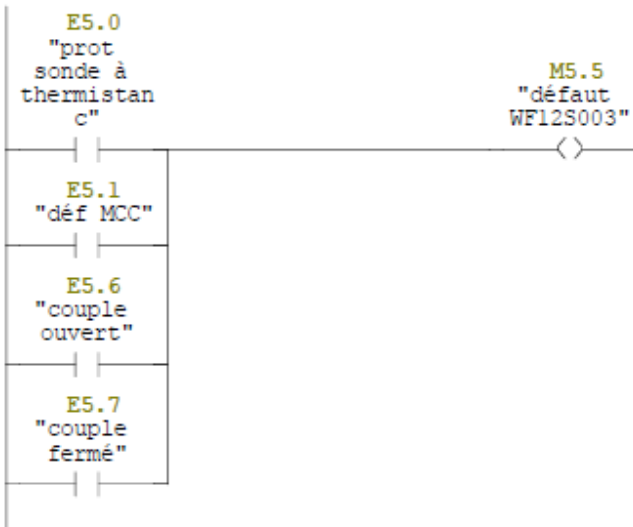 E5.0
"prot
sonde à
thermistan
c"
M5.5
"défaut
WF12S003"
E5.1
"déf MCC"
E5.6
"couple
ouvert"
E5.7
"couple
fermé"